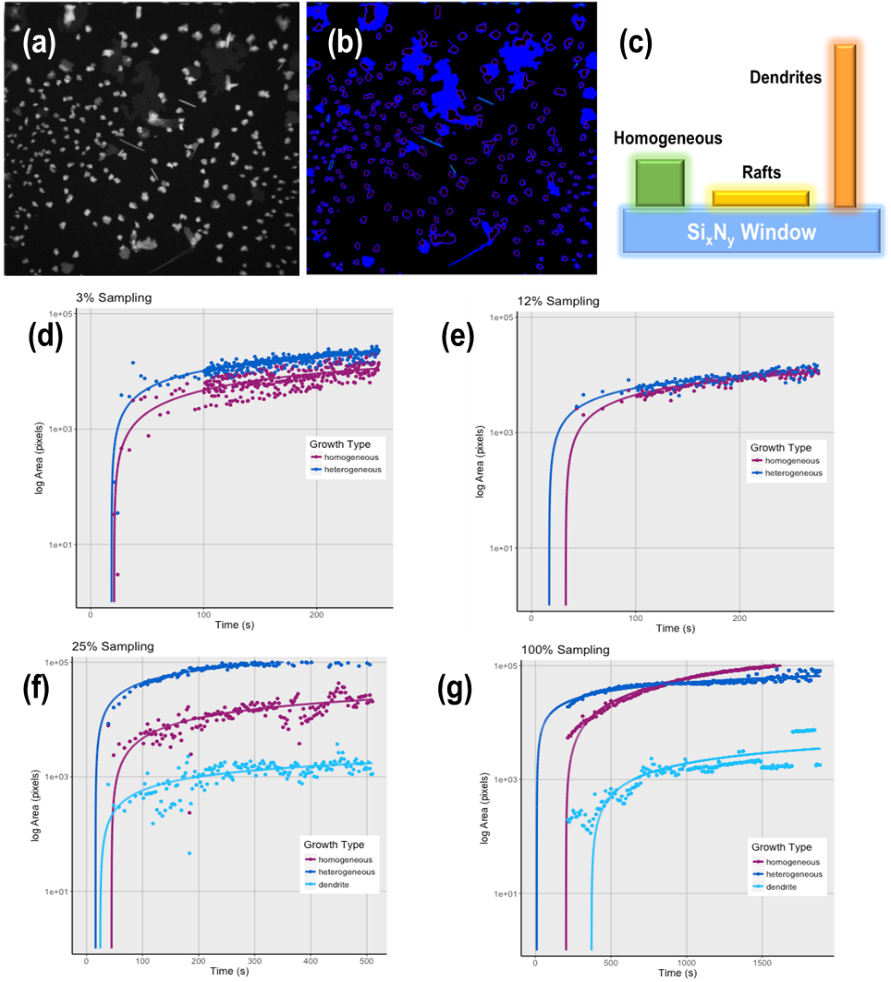 (a)
(b)
(c)
Dendrites
Homogeneous
Rafts
SixNy Window
(d)
3% Sampling
1e+05
1e+03
1e+01
log Area (pixels)
0
100
200
Time (s)
Growth Type
homogeneous
heterogeneous
(e)
12% Sampling
1e+05
1e+03
1e+01
log Area (pixels)
0
100
200
Time (s)
Growth Type
homogeneous
heterogeneous
(f)
25% Sampling
1e+05
1e+03
1e+01
log Area (pixels)
0
100
200
300
400
500
Time (s)
Growth Type
homogeneous
heterogeneous
dendrite
(g)
100% Sampling
1e+05
1e+03
1e+01
log Area (pixels)
0
500
1000
1500
Time (s)
Growth Type
homogeneous
heterogeneous
dendrite